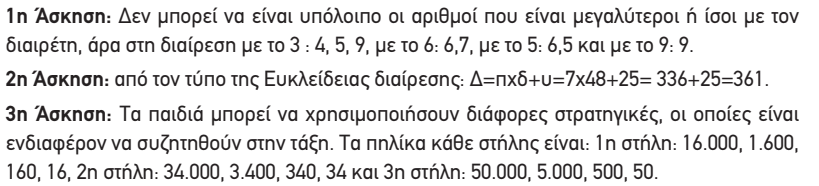 1η Άσκηση: Δεν μπορεί να είναι υπόλοιπο οι αριθμοί που είναι μεγαλύτεροι ή ίσοι με τον
διαιρέτη, άρα στη διαίρεση με το 3 : 4, 5, 9, με το 6: 6,7, με το 5: 6,5 και με το 9: 9.
2η Άσκηση: από τον τύπο της Ευκλείδειας διαίρεσης: Δ=πxδ+υ=7x48+25= 336+25=361.
3η Άσκηση: Τα παιδιά μπορεί να χρησιμοποιήσουν διάφορες στρατηγικές, οι οποίες είναι
ενδιαφέρον να συζητηθούν στην τάξη. Τα πηλίκα κάθε στήλης είναι: 1η στήλη: 16.000, 1.600,
160, 16, 2η στήλη: 34.000, 3.400, 340, 34 και 3η στήλη: 50.000, 5.000, 500, 50.